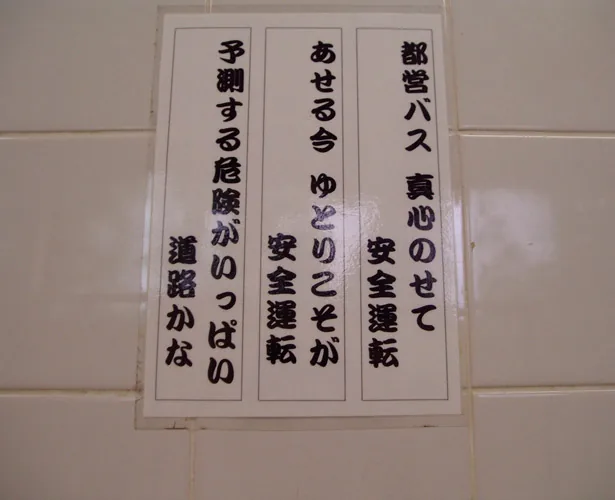 都営バス 真心のせて
安全運転
あせる今 ゆとりこそが
安全運転
予測する危険がいっぱい
道路かな